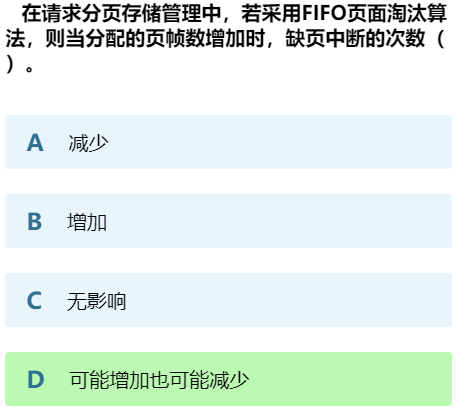 在请求分页存储管理中，若采用FIFO页面淘汰算
法，则当分配的页帧数增加时，缺页中断的次数（
）。
A 减少
B 增加
C 无影响
D 可能增加也可能减少